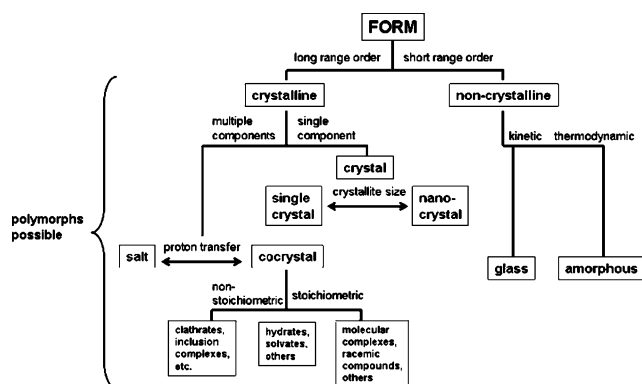 FORM
long range order
short range order
crystalline
non-crystalline
multiple
components
single
component
kinetic
thermodynamic
crystal
single
crystal
crystallite size
nano-
crystal
polymorphs
possible
salt
proton transfer
cocrystal
glass
amorphous
non-
stoichiometric
stoichiometric
clathrates,
inclusion
complexes,
etc.
hydrates,
solvates,
others
molecular
complexes,
racemic
compounds,
others